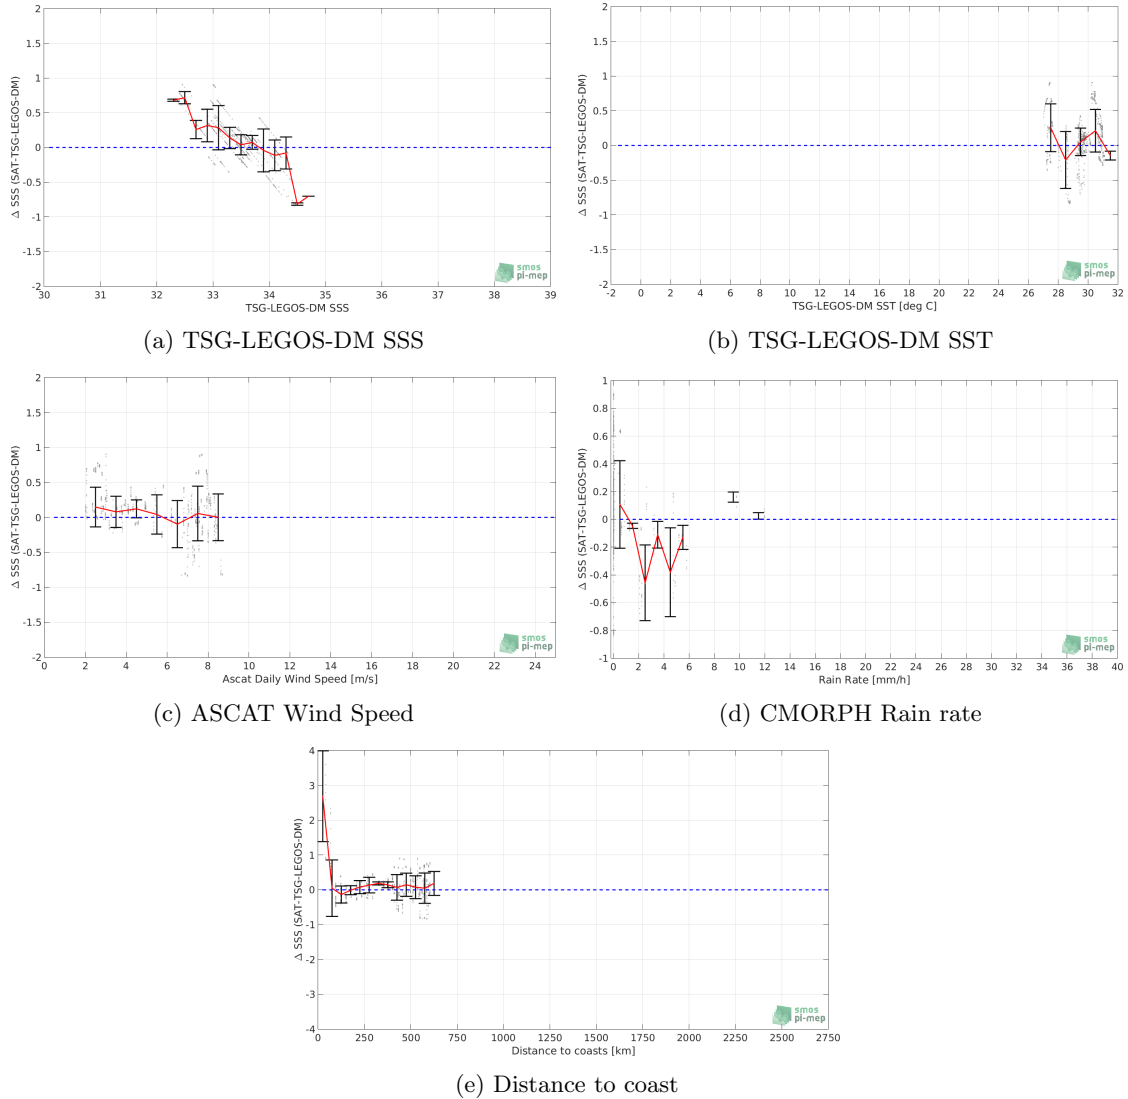 2
1.5
1
0.5
0
-0.5
-1
-1.5
-2
Δ SSS (SAT-TSG-LEGOS-DM)
30 31 32 33 34 35 36 37 38 39
TSG-LEGOS-DM SSS
smos
pi-mep
(a) TSG-LEGOS-DM SSS
2
1.5
1
0.5
0
-0.5
-1
-1.5
-2
Δ SSS (SAT-TSG-LEGOS-DM)
-2 0 2 4 6 8 10 12 14 16 18 20 22 24 26 28 30 32
TSG-LEGOS-DM SST [deg C]
smos
pi-mep
(b) TSG-LEGOS-DM SST
2
1.5
1
0.5
0
-0.5
-1
-1.5
-2
Δ SSS (SAT-TSG-LEGOS-DM)
0 2 4 6 8 10 12 14 16 18 20 22 24
Ascat Daily Wind Speed [m/s]
smos
pi-mep
(c) ASCAT Wind Speed
1
0.8
0.6
0.4
0.2
0
-0.2
-0.4
-0.6
-0.8
-1
Δ SSS (SAT-TSG-LEGOS-DM)
0 2 4 6 8 10 12 14 16 18 20 22 24 26 28 30 32 34 36 38 40
Rain Rate [mm/h]
smos
pi-mep
(d) CMORPH Rain rate
4
3
2
1
0
-1
-2
-3
-4
Δ SSS (SAT-TSG-LEGOS-DM)
0 250 500 750 1000 1250 1500 1750 2000 2250 2500 2750
Distance to coasts [km]
smos
pi-mep
(e) Distance to coast